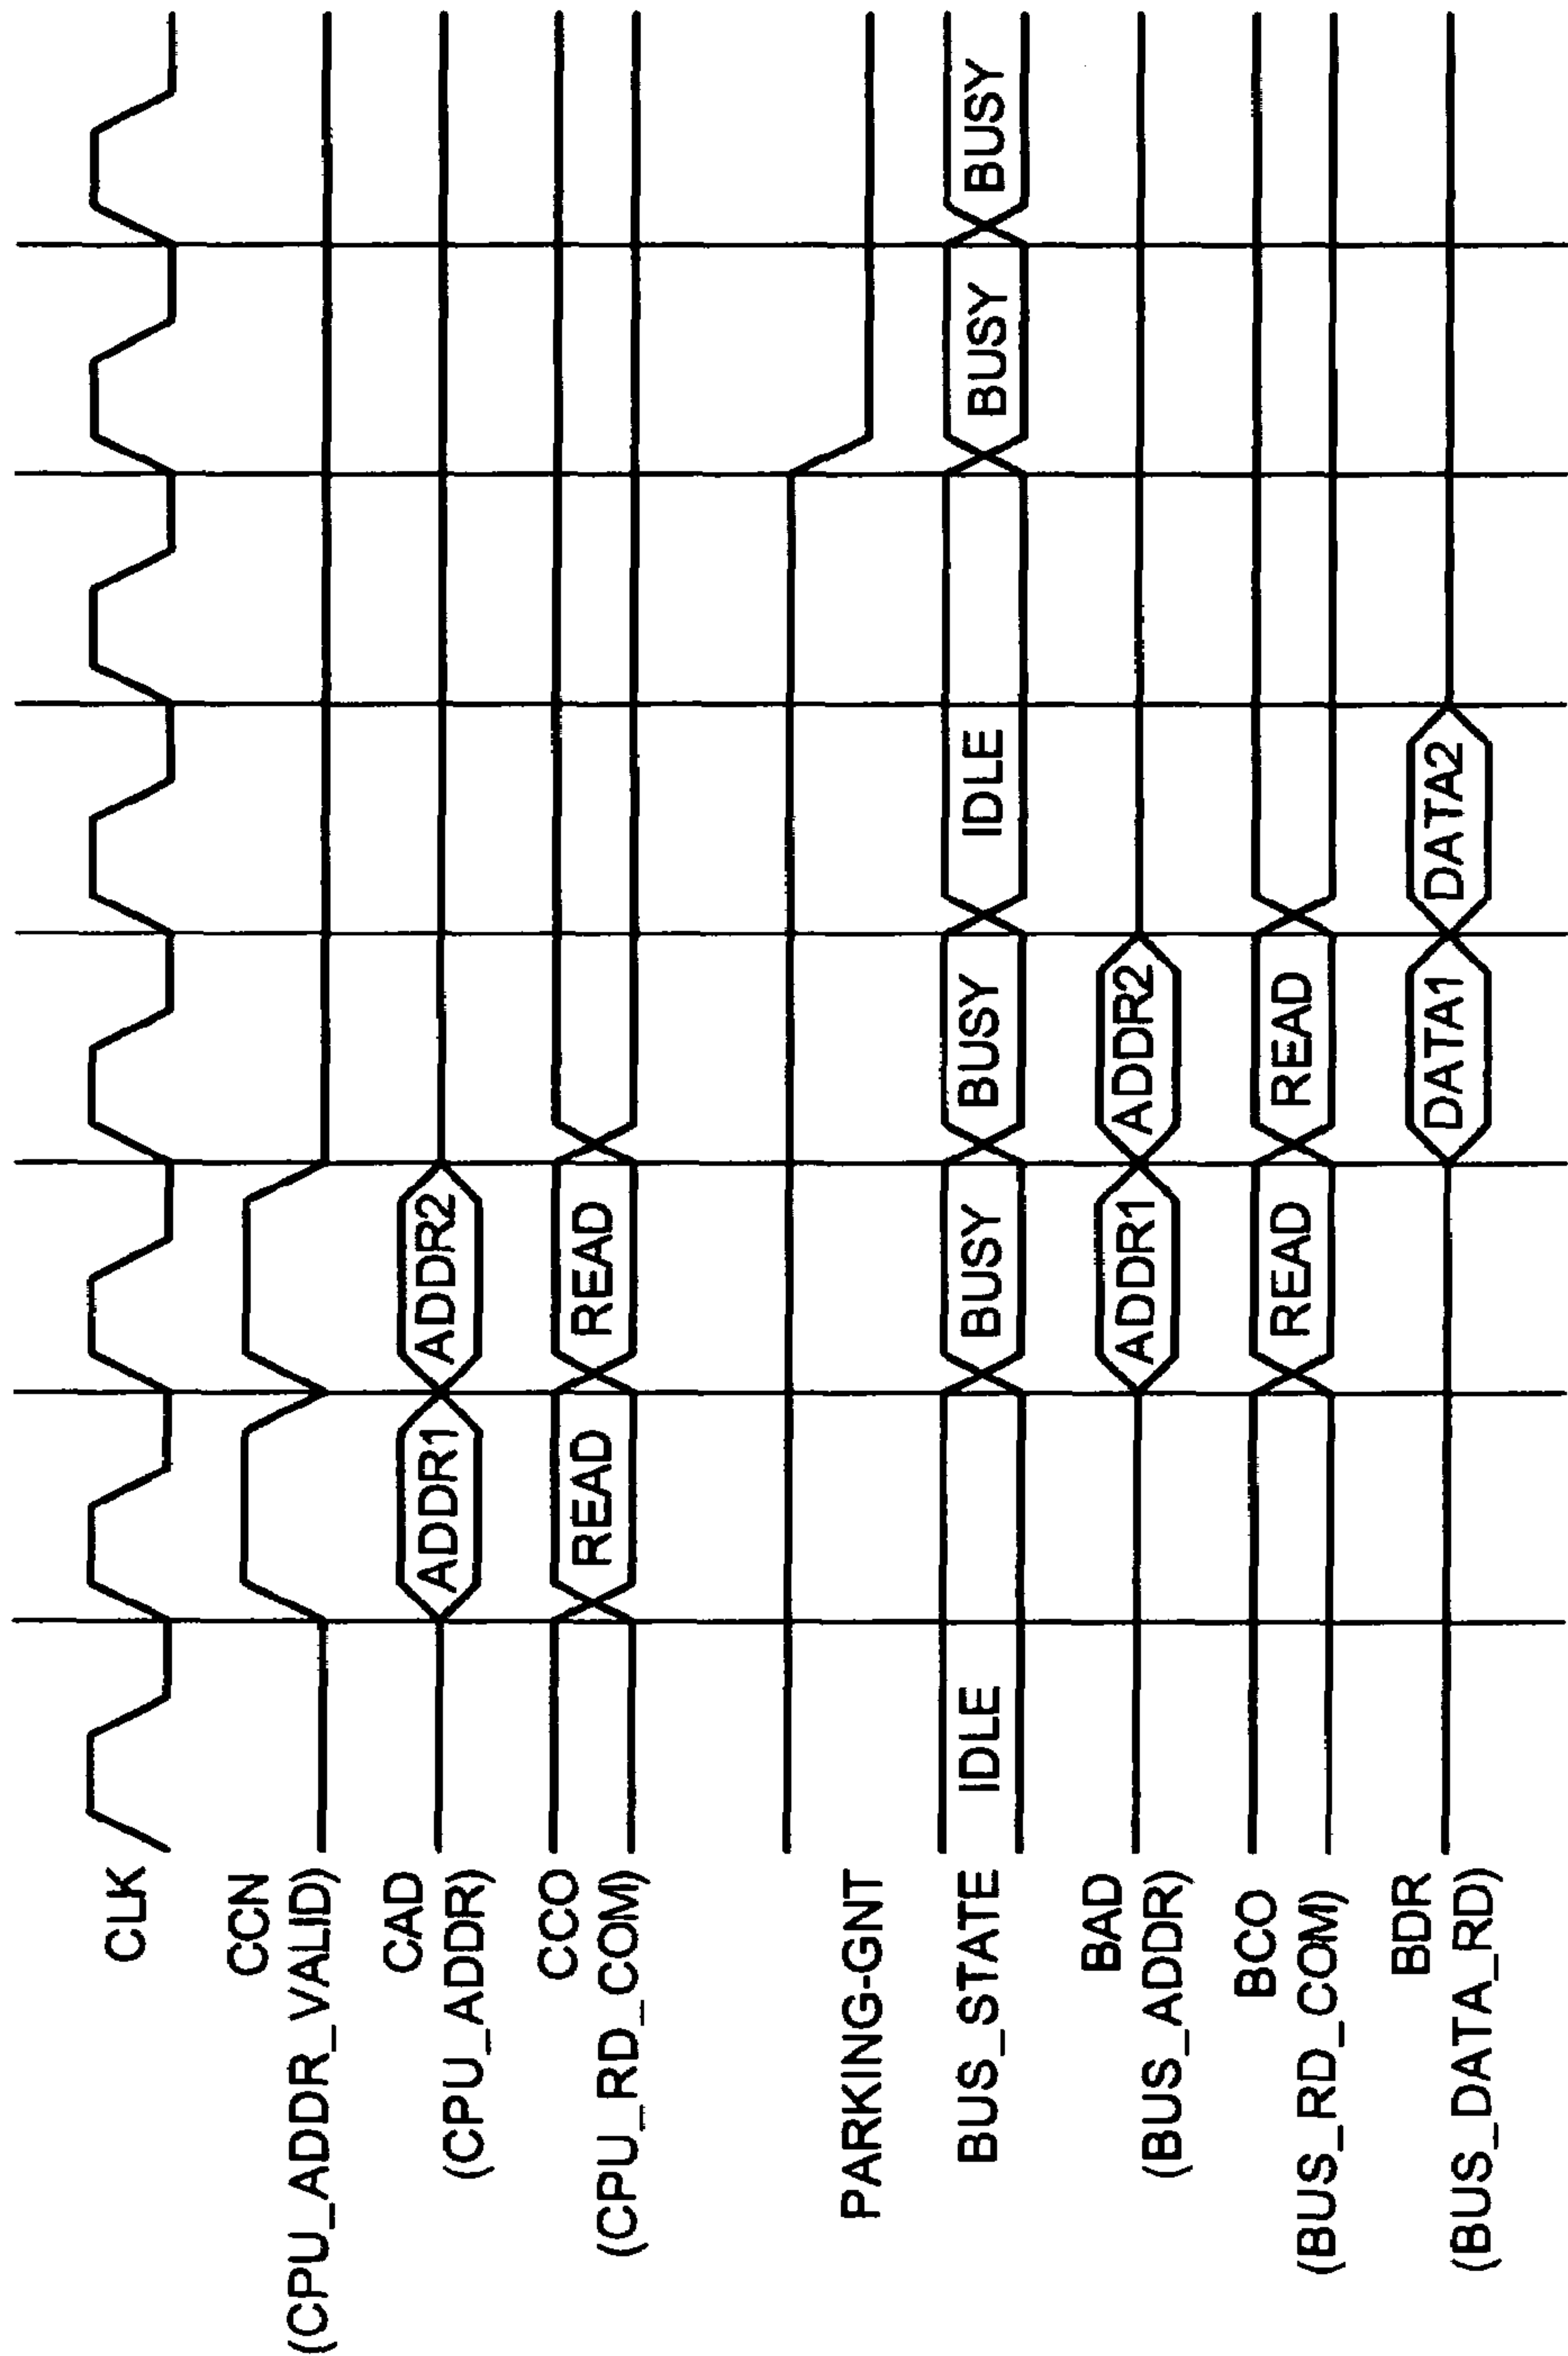 CLK
CCN
(CPU_ADDR_VALID)
CAD
(CPU_ADDR)
ADDR1 ADDR2
CCO
(CPU_RD_COM)
READ READ
PARKING-GNT
BUS_STATE
IDLE BUSY BUSY IDLE BUSY BUSY
BAD
(BUS_ADDR)
ADDR1 ADDR2
BCO
(BUS_RD_COM)
READ READ
BDR
(BUS_DATA_RD)
DATA1 DATA2